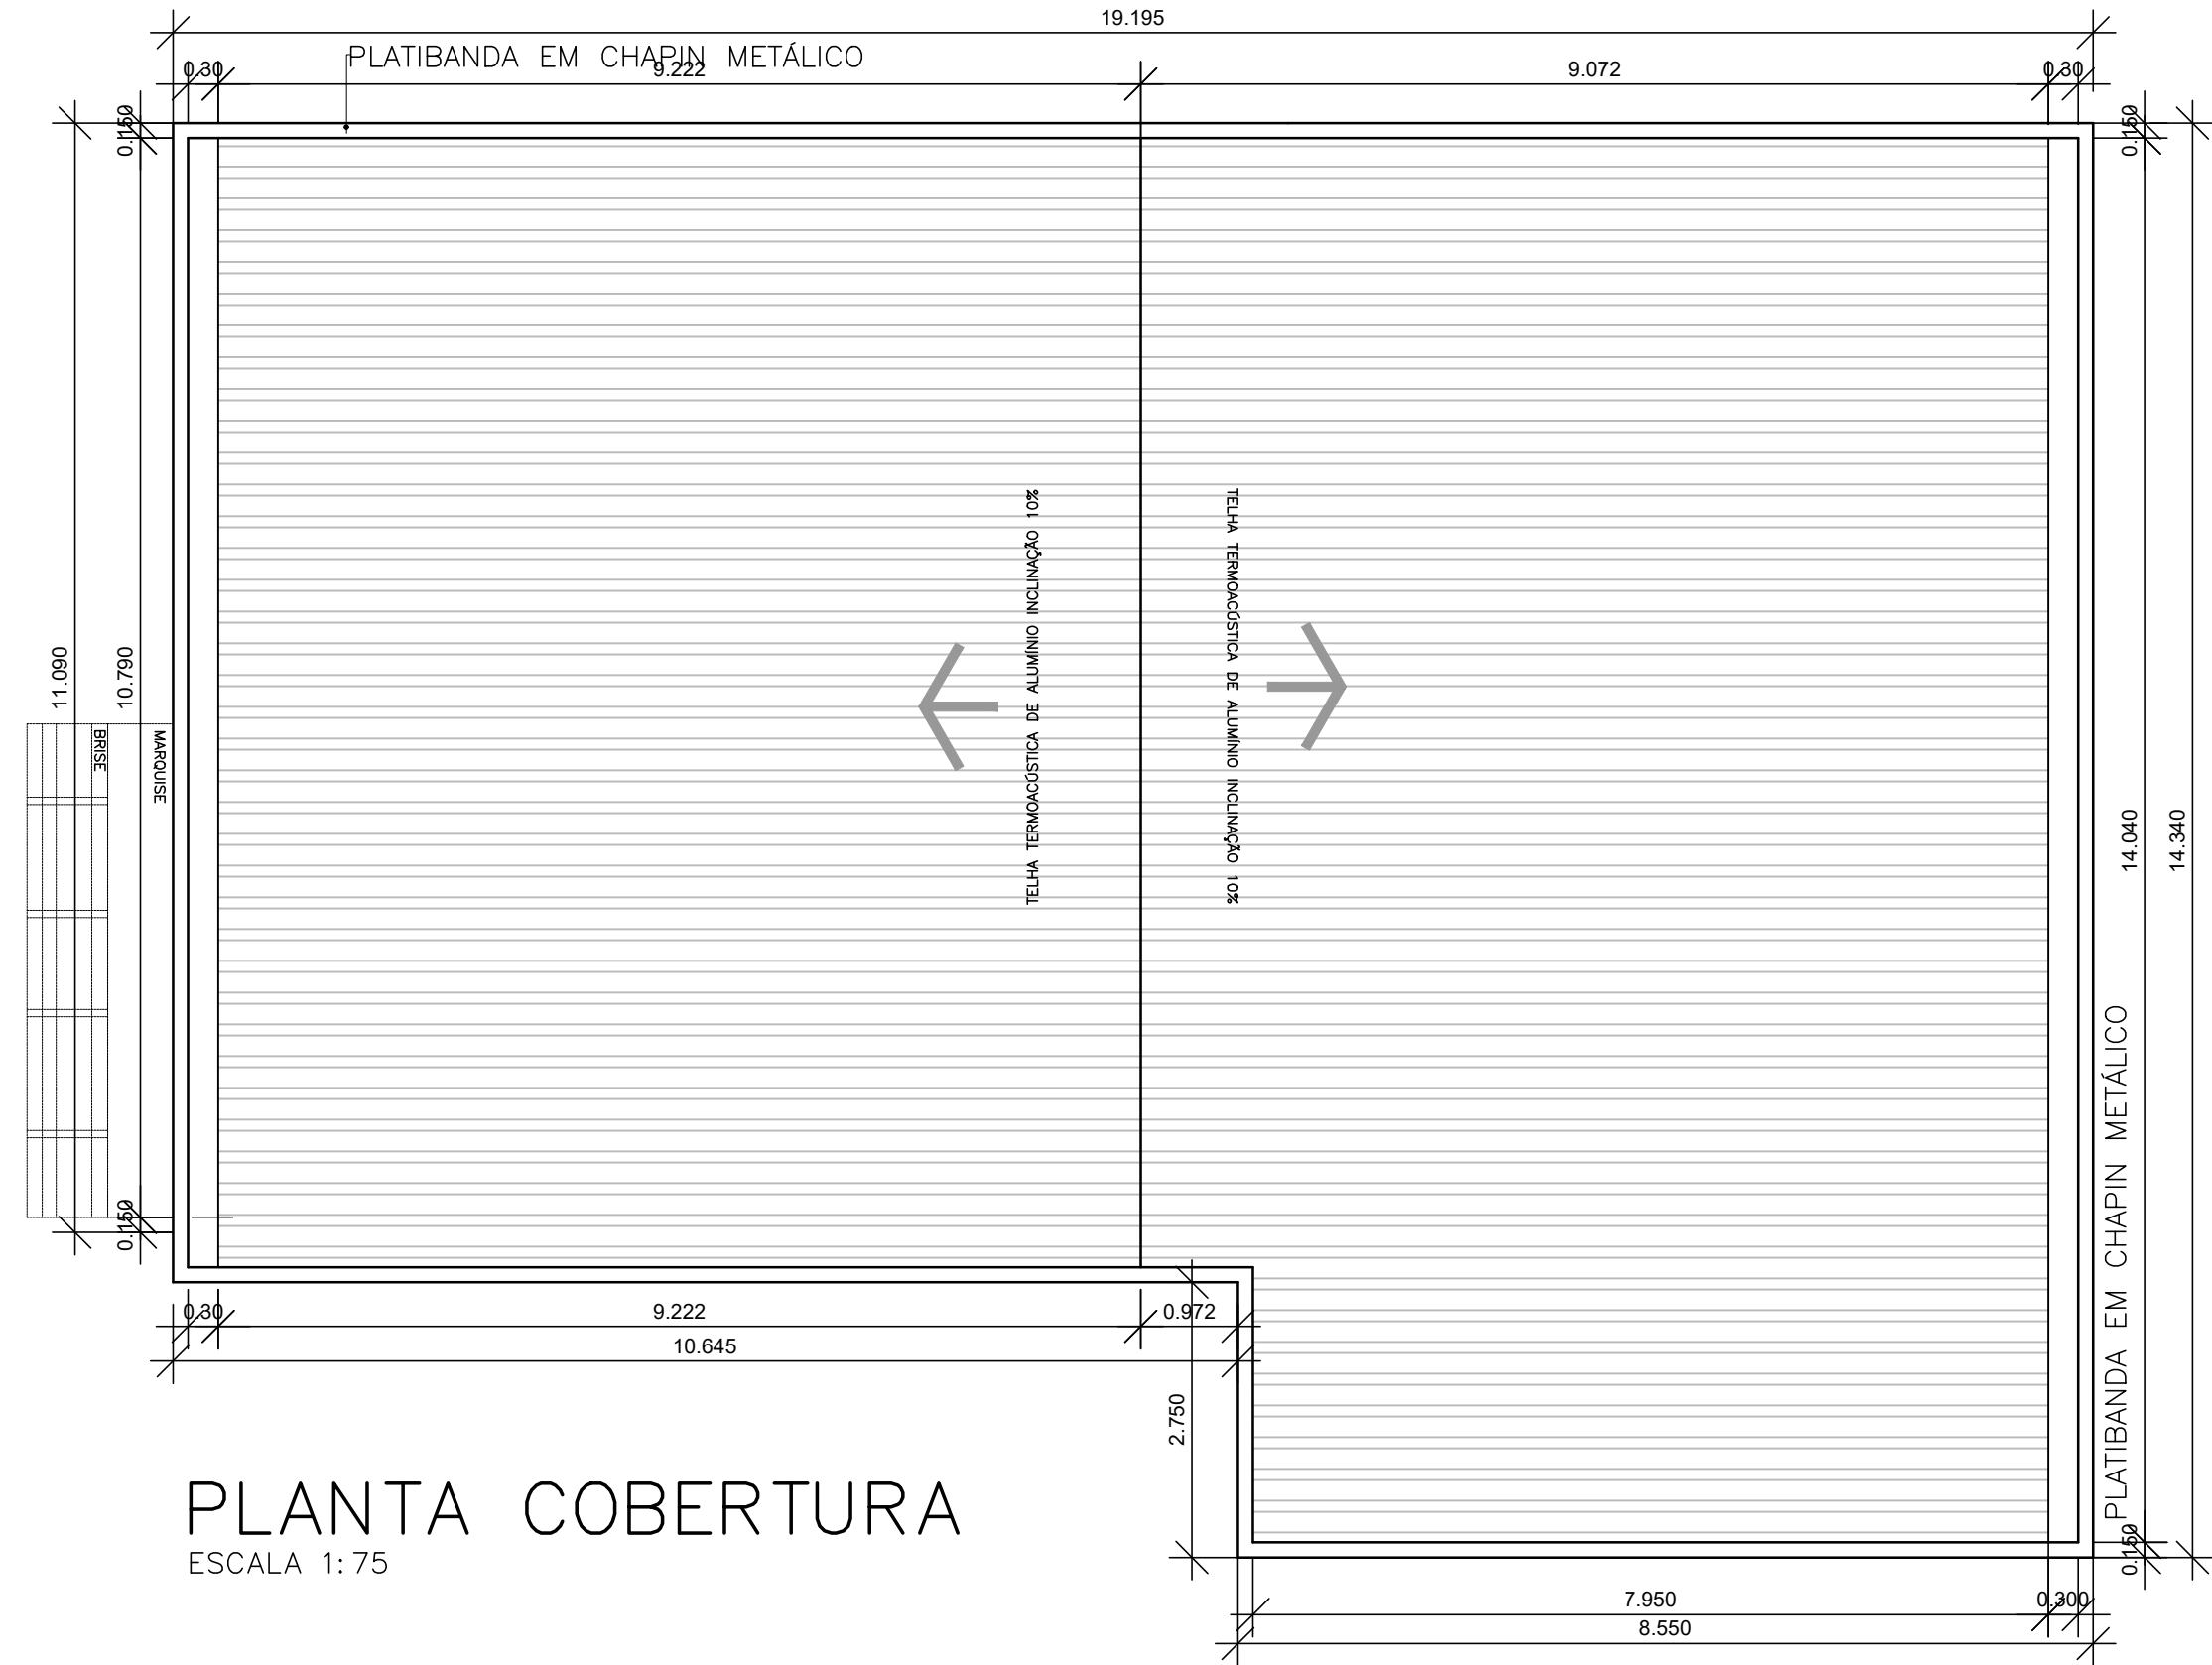 19.195
PLATIBANDA EM CHAPIN METÁLICO
0.30
9.222
9.072
0.30
0.150
0.150
TELHA TERMOACÚSTICA DE ALUMÍNIO INCLINAÇÃO 10%
TELHA TERMOACÚSTICA DE ALUMÍNIO INCLINAÇÃO 10%
11.090
10.790
BRISE
MARQUISE
14.040
14.340
PLATIBANDA EM CHAPIN METÁLICO
0.150
0.30
9.222
0.972
10.645
2.750
PLANTA COBERTURA
ESCALA 1:75
0.150
7.950
0.300
8.550